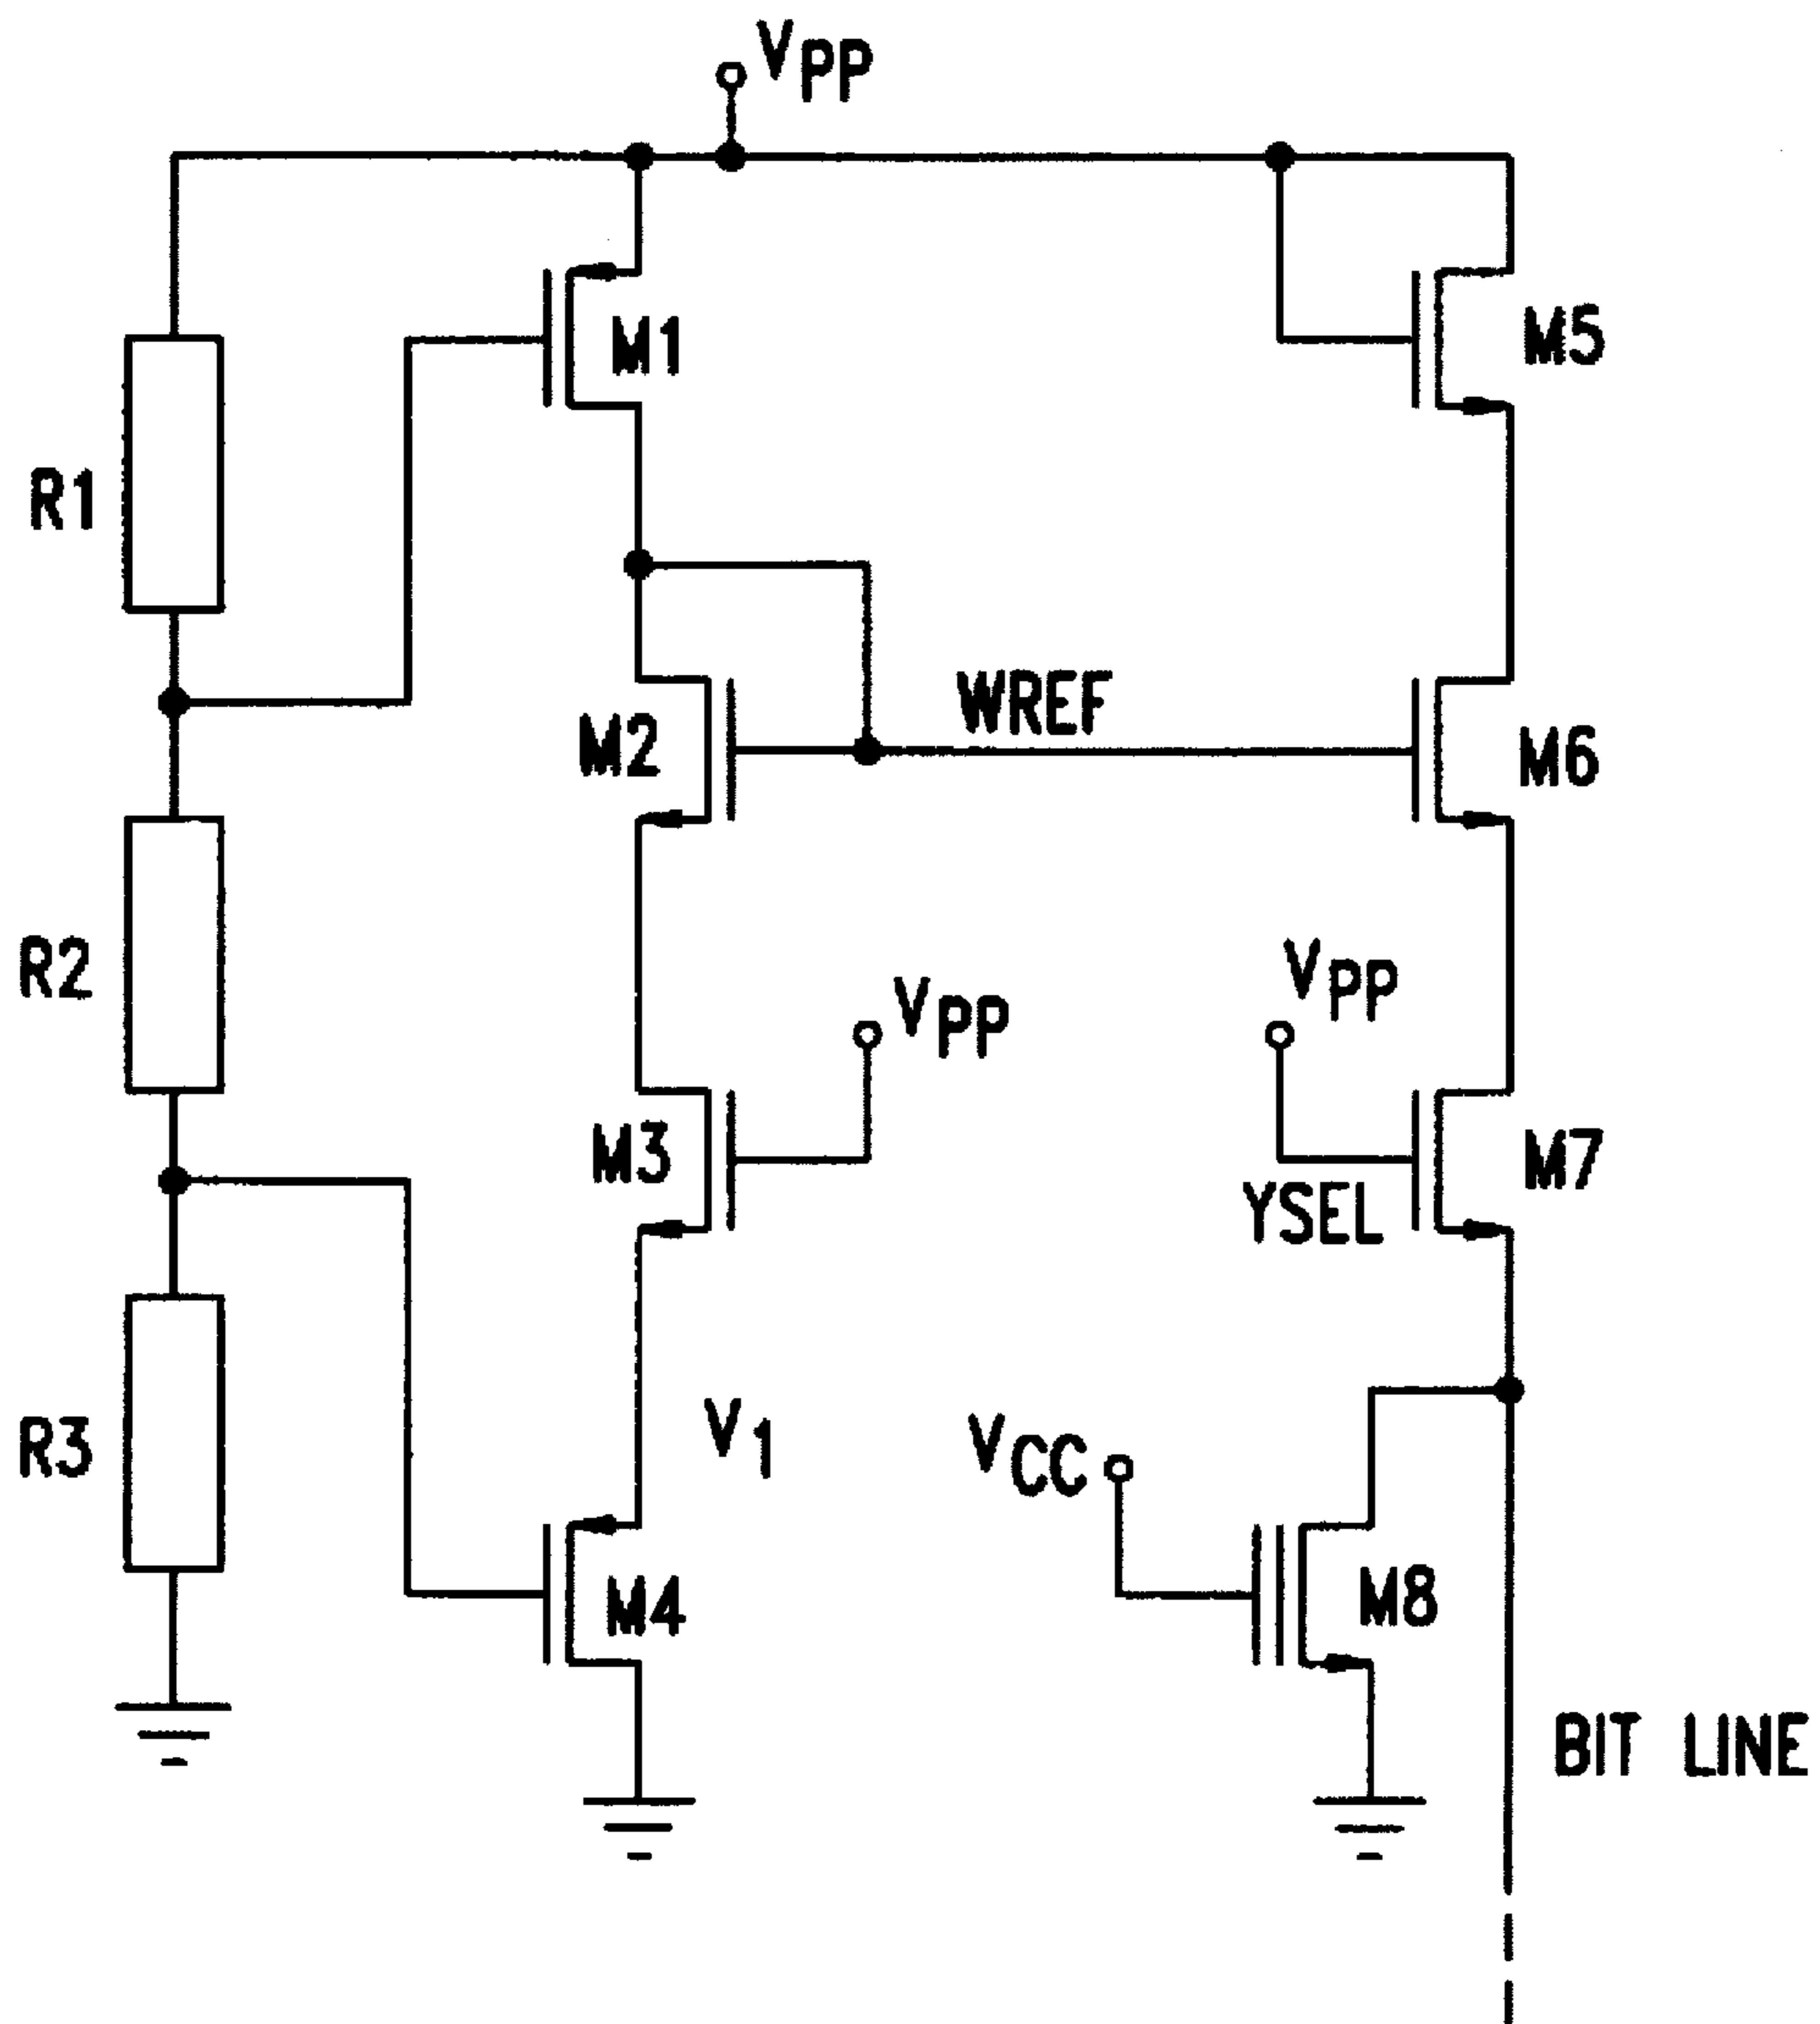 VPP
M1
M5
R1
WREF
M2
M6
R2
VPP
VPP
M3
M7
YSEL
V1
VCC
R3
M4
M8
BIT LINE